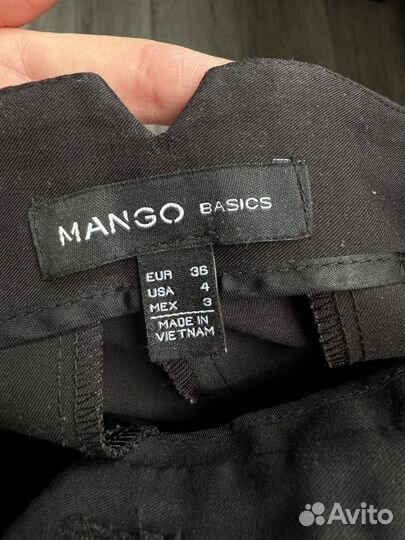 MANGO BASICS
EUR 36
USA 4
MEX 3
MADE IN
VIETNAM
Avito